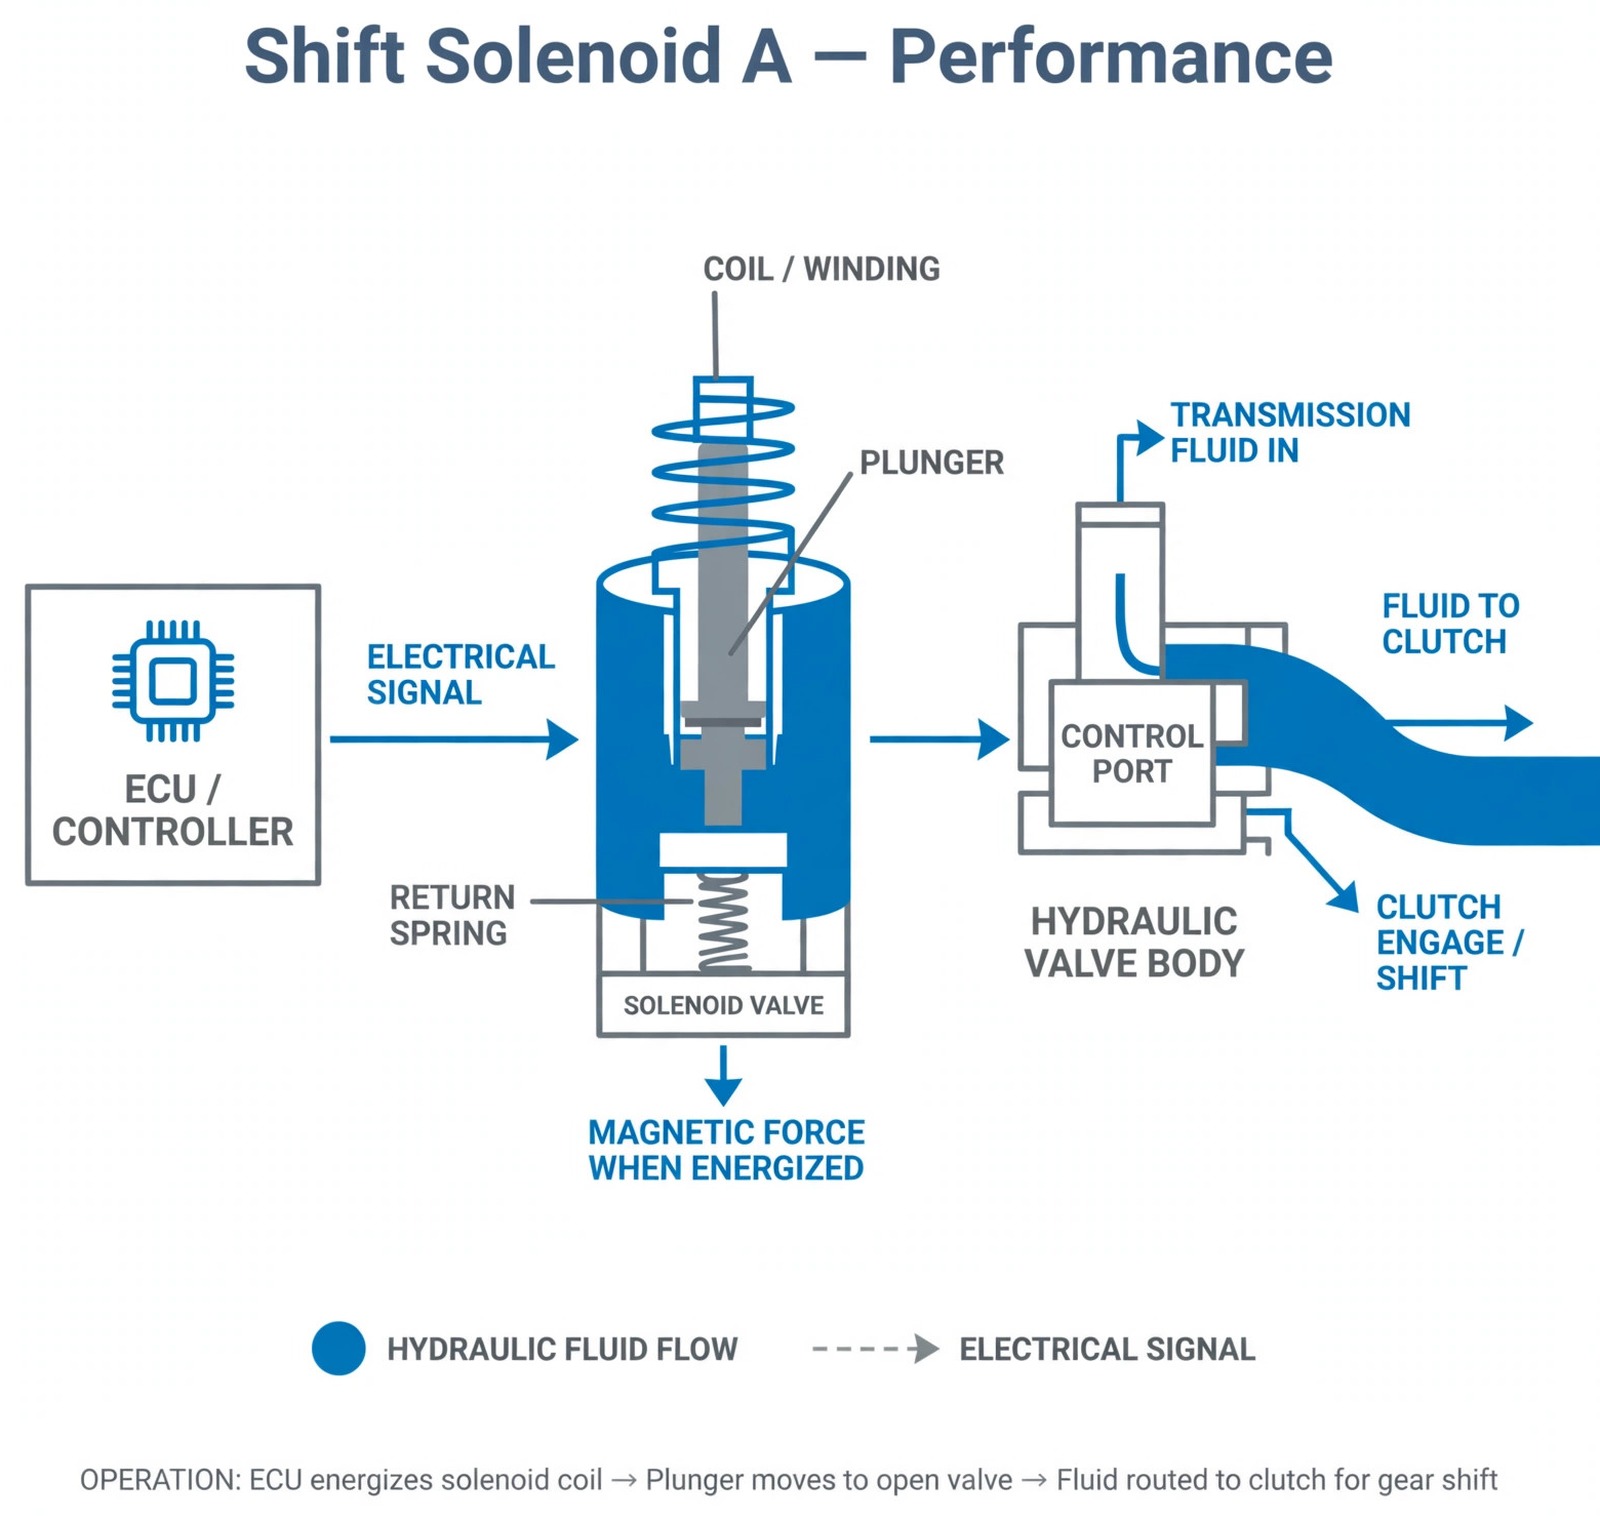 Shift Solenoid A — Performance
COIL / WINDING
TRANSMISSION
FLUID IN
PLUNGER
FLUID TO
CLUTCH
ELECTRICAL
SIGNAL
CONTROL
PORT
ECU /
CONTROLLER
RETURN
SPRING
CLUTCH
ENGAGE /
SHIFT
HYDRAULIC
VALVE BODY
SOLENOID VALVE
MAGNETIC FORCE
WHEN ENERGIZED
HYDRAULIC FLUID FLOW
ELECTRICAL SIGNAL
OPERATION: ECU energizes solenoid coil → Plunger moves to open valve → Fluid routed to clutch for gear shift